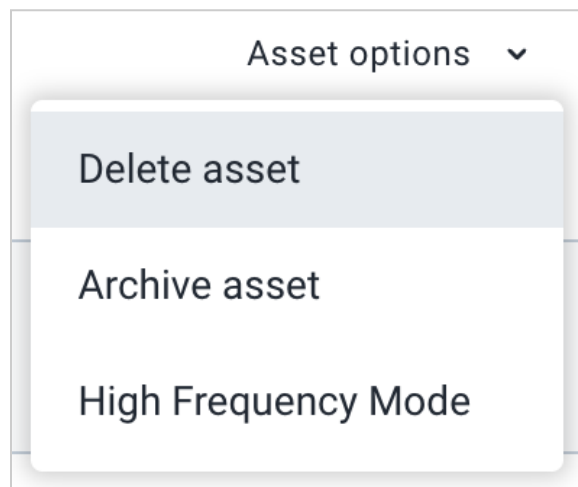 Asset options
Delete asset
Archive asset
High Frequency Mode